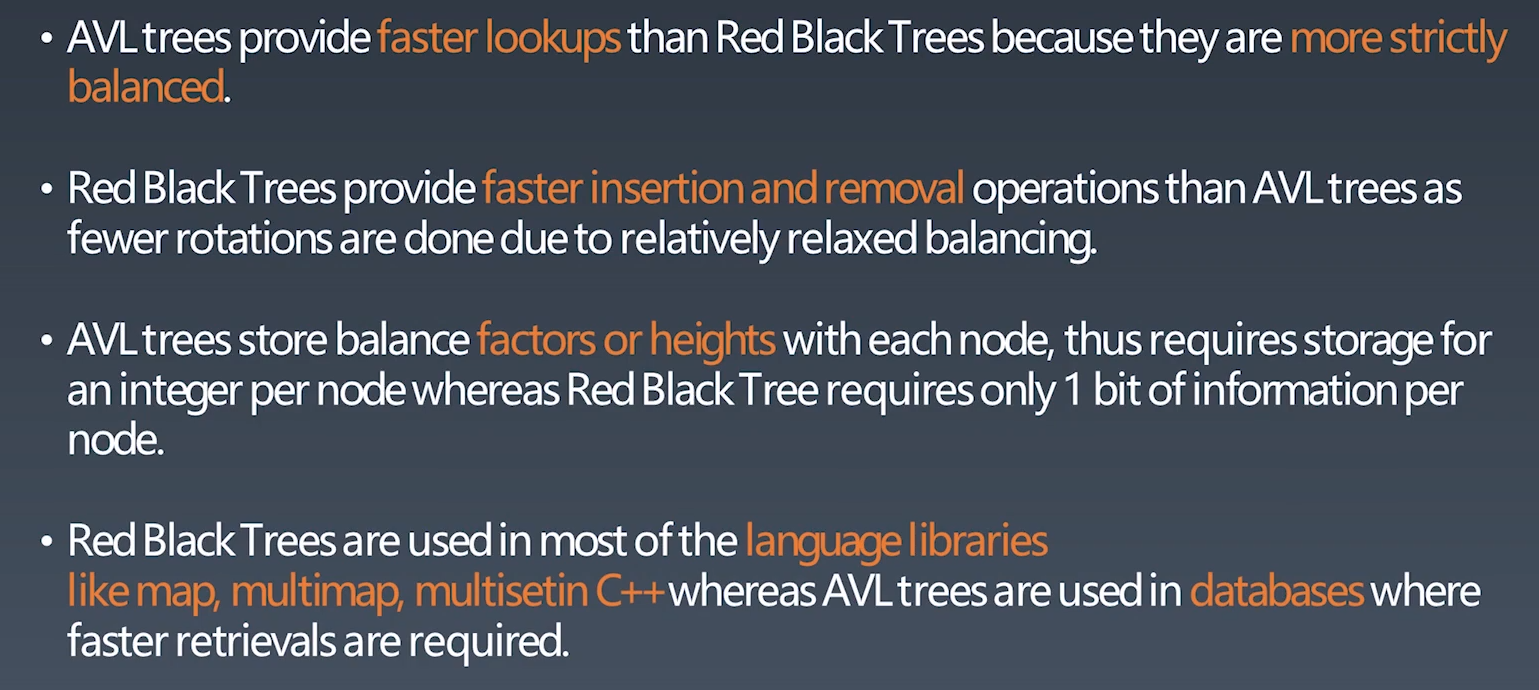 • AVL trees provide faster lookups than Red Black Trees because they are more strictly
balanced.
• Red Black Trees provide faster insertion and removal operations than AVL trees as
fewer rotations are done due to relatively relaxed balancing.
• AVL trees store balance factors or heights with each node, thus requires storage for
an integer per node whereas Red Black Tree requires only 1 bit of information per
node.
• Red Black Trees are used in most of the language libraries
like map, multimap, multisetin C++ whereas AVL trees are used in databases where
faster retrievals are required.